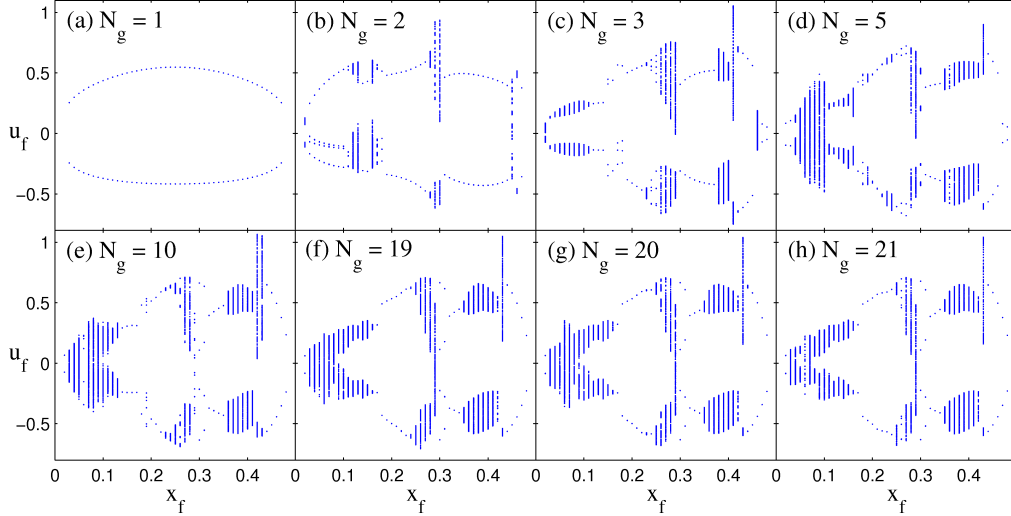 (a) N_g = 1
(b) N_g = 2
(c) N_g = 3
(d) N_g = 5
1
0.5
0
−0.5
u_f
(e) N_g = 10
(f) N_g = 19
(g) N_g = 20
(h) N_g = 21
1
0.5
0
−0.5
u_f
0 0.1 0.2 0.3 0.4 0 0.1 0.2 0.3 0.4 0 0.1 0.2 0.3 0.4 0 0.1 0.2 0.3 0.4
x_f x_f x_f x_f